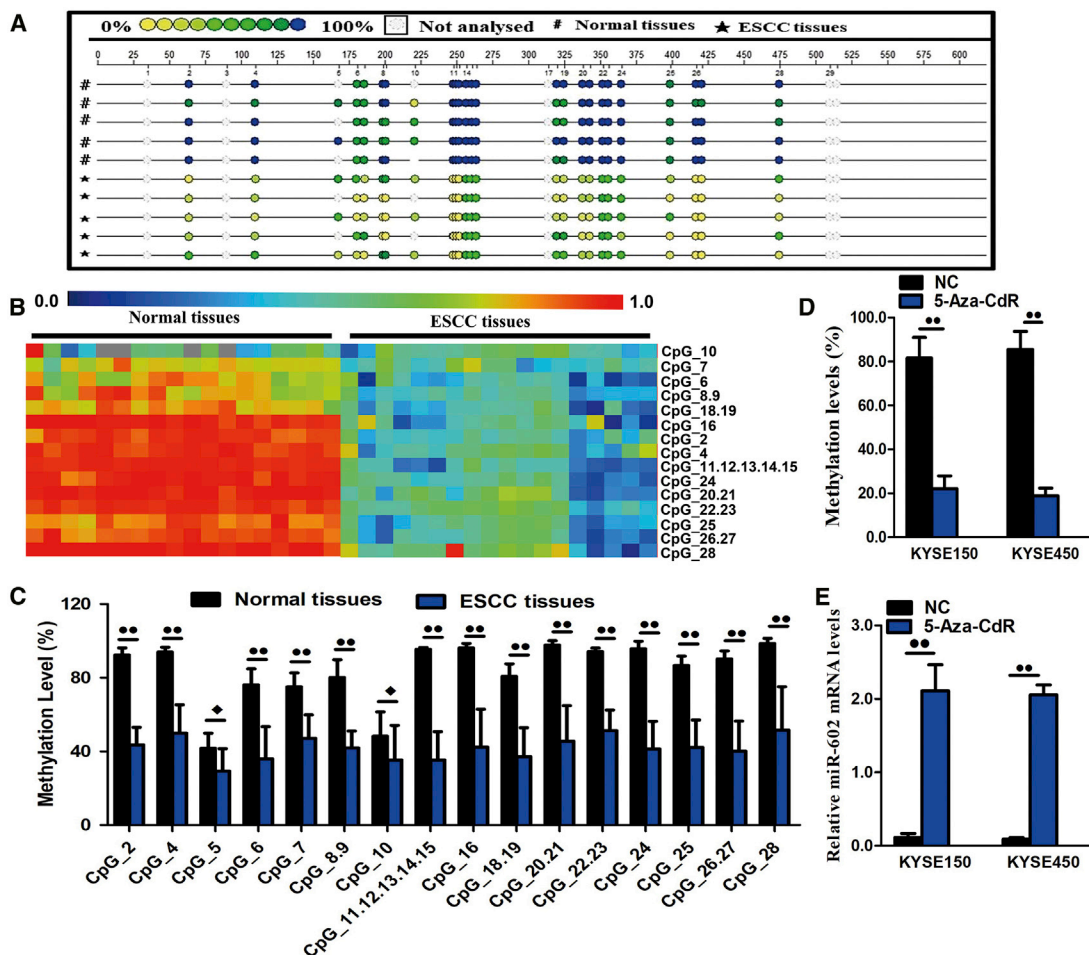 A
0% 100% Not analysed # Normal tissues ★ ESCC tissues
0 25 50 75 100 125 150 175 200 225 250 275 300 325 350 375 400 425 450 475 500 525 550 575 600
1 2 3 4 5 6 8 10 11 14 17 19 20 22 24 25 26 28 29
#
#
#
#
#
★
★
★
★
★
B
0.0 1.0
Normal tissues ESCC tissues
CpG_10
CpG_7
CpG_6
CpG_8.9
CpG_18.19
CpG_16
CpG_2
CpG_4
CpG_11.12.13.14.15
CpG_24
CpG_20.21
CpG_22.23
CpG_25
CpG_26.27
CpG_28
C
Normal tissues ESCC tissues
Methylation Level (%)
120
80
40
0
CpG_2
CpG_4
CpG_5
CpG_6
CpG_7
CpG_8.9
CpG_10
CpG_11.12.13.14.15
CpG_16
CpG_18.19
CpG_20.21
CpG_22.23
CpG_24
CpG_25
CpG_26.27
CpG_28
D
NC
5-Aza-CdR
Methylation levels (%)
100.0
80.0
60.0
40.0
20.0
0.0
KYSE150 KYSE450
E
NC
5-Aza-CdR
Relative miR-602 mRNA levels
3.0
2.0
1.0
0.0
KYSE150 KYSE450